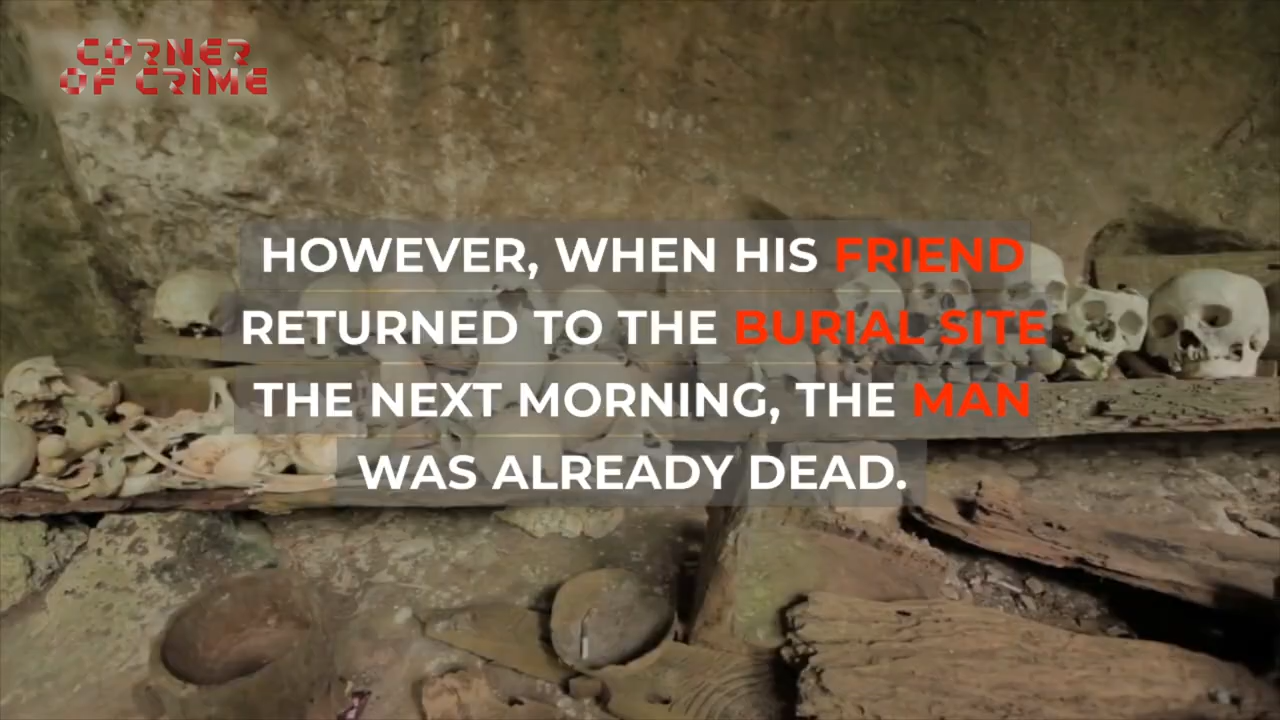 CORNER
OF CRIME
HOWEVER, WHEN HIS FRIEND
RETURNED TO THE BURIAL SITE
THE NEXT MORNING, THE MAN
WAS ALREADY DEAD.